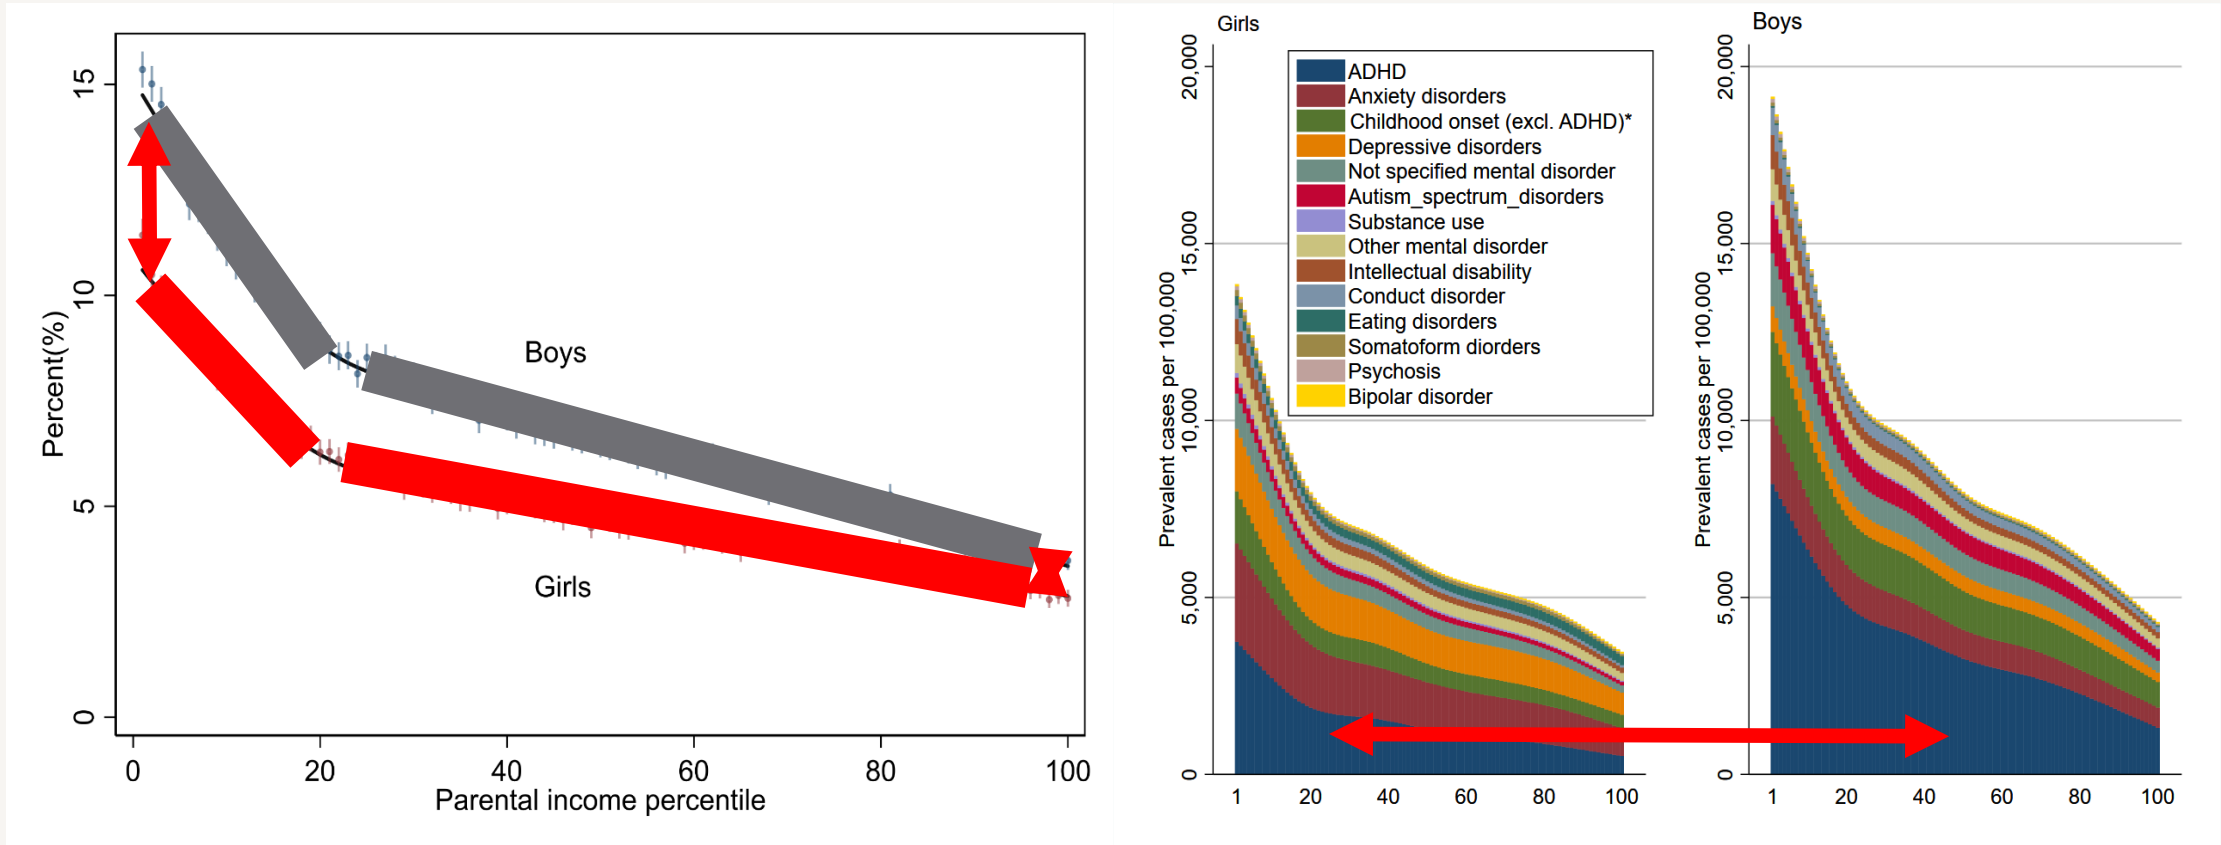 15
10
5
0
Percent(%)
Boys
Girls
0 20 40 60 80 100
Parental income percentile
Girls
20,000
15,000
10,000
5,000
0
Prevalent cases per 100,000
ADHD
Anxiety disorders
Childhood onset (excl. ADHD)*
Depressive disorders
Not specified mental disorder
Autism_spectrum_disorders
Substance use
Other mental disorder
Intellectual disability
Conduct disorder
Eating disorders
Somatoform diorders
Psychosis
Bipolar disorder
1 20 40 60 80 100
Boys
20,000
15,000
10,000
5,000
0
Prevalent cases per 100,000
1 20 40 60 80 100